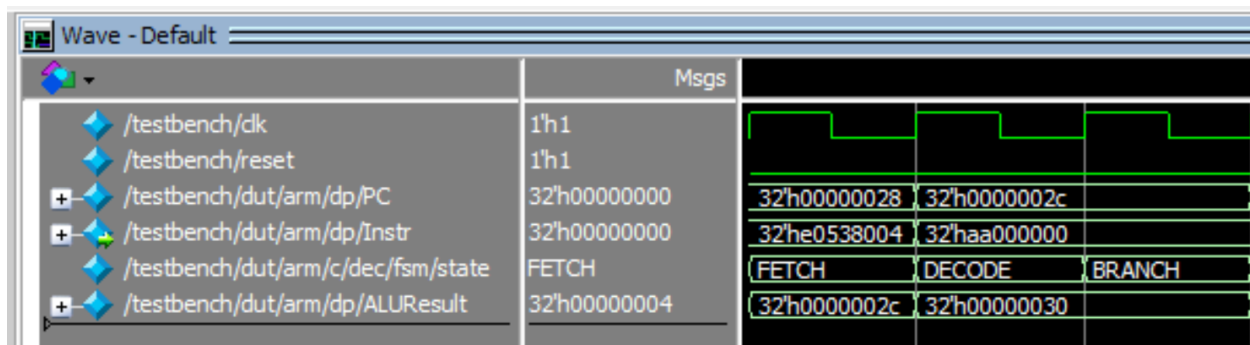 Wave - Default
Msgs
/testbench/clk 1'h1
/testbench/reset 1'h1
/testbench/dut/arm/dp/PC 32'h00000000 32'h00000028 32'h0000002c
/testbench/dut/arm/dp/Instr 32'h00000000 32'he0538004 32'haa000000
/testbench/dut/arm/c/dec/fsm/state FETCH FETCH DECODE BRANCH
/testbench/dut/arm/dp/ALUResult 32'h00000004 32'h0000002c 32'h00000030